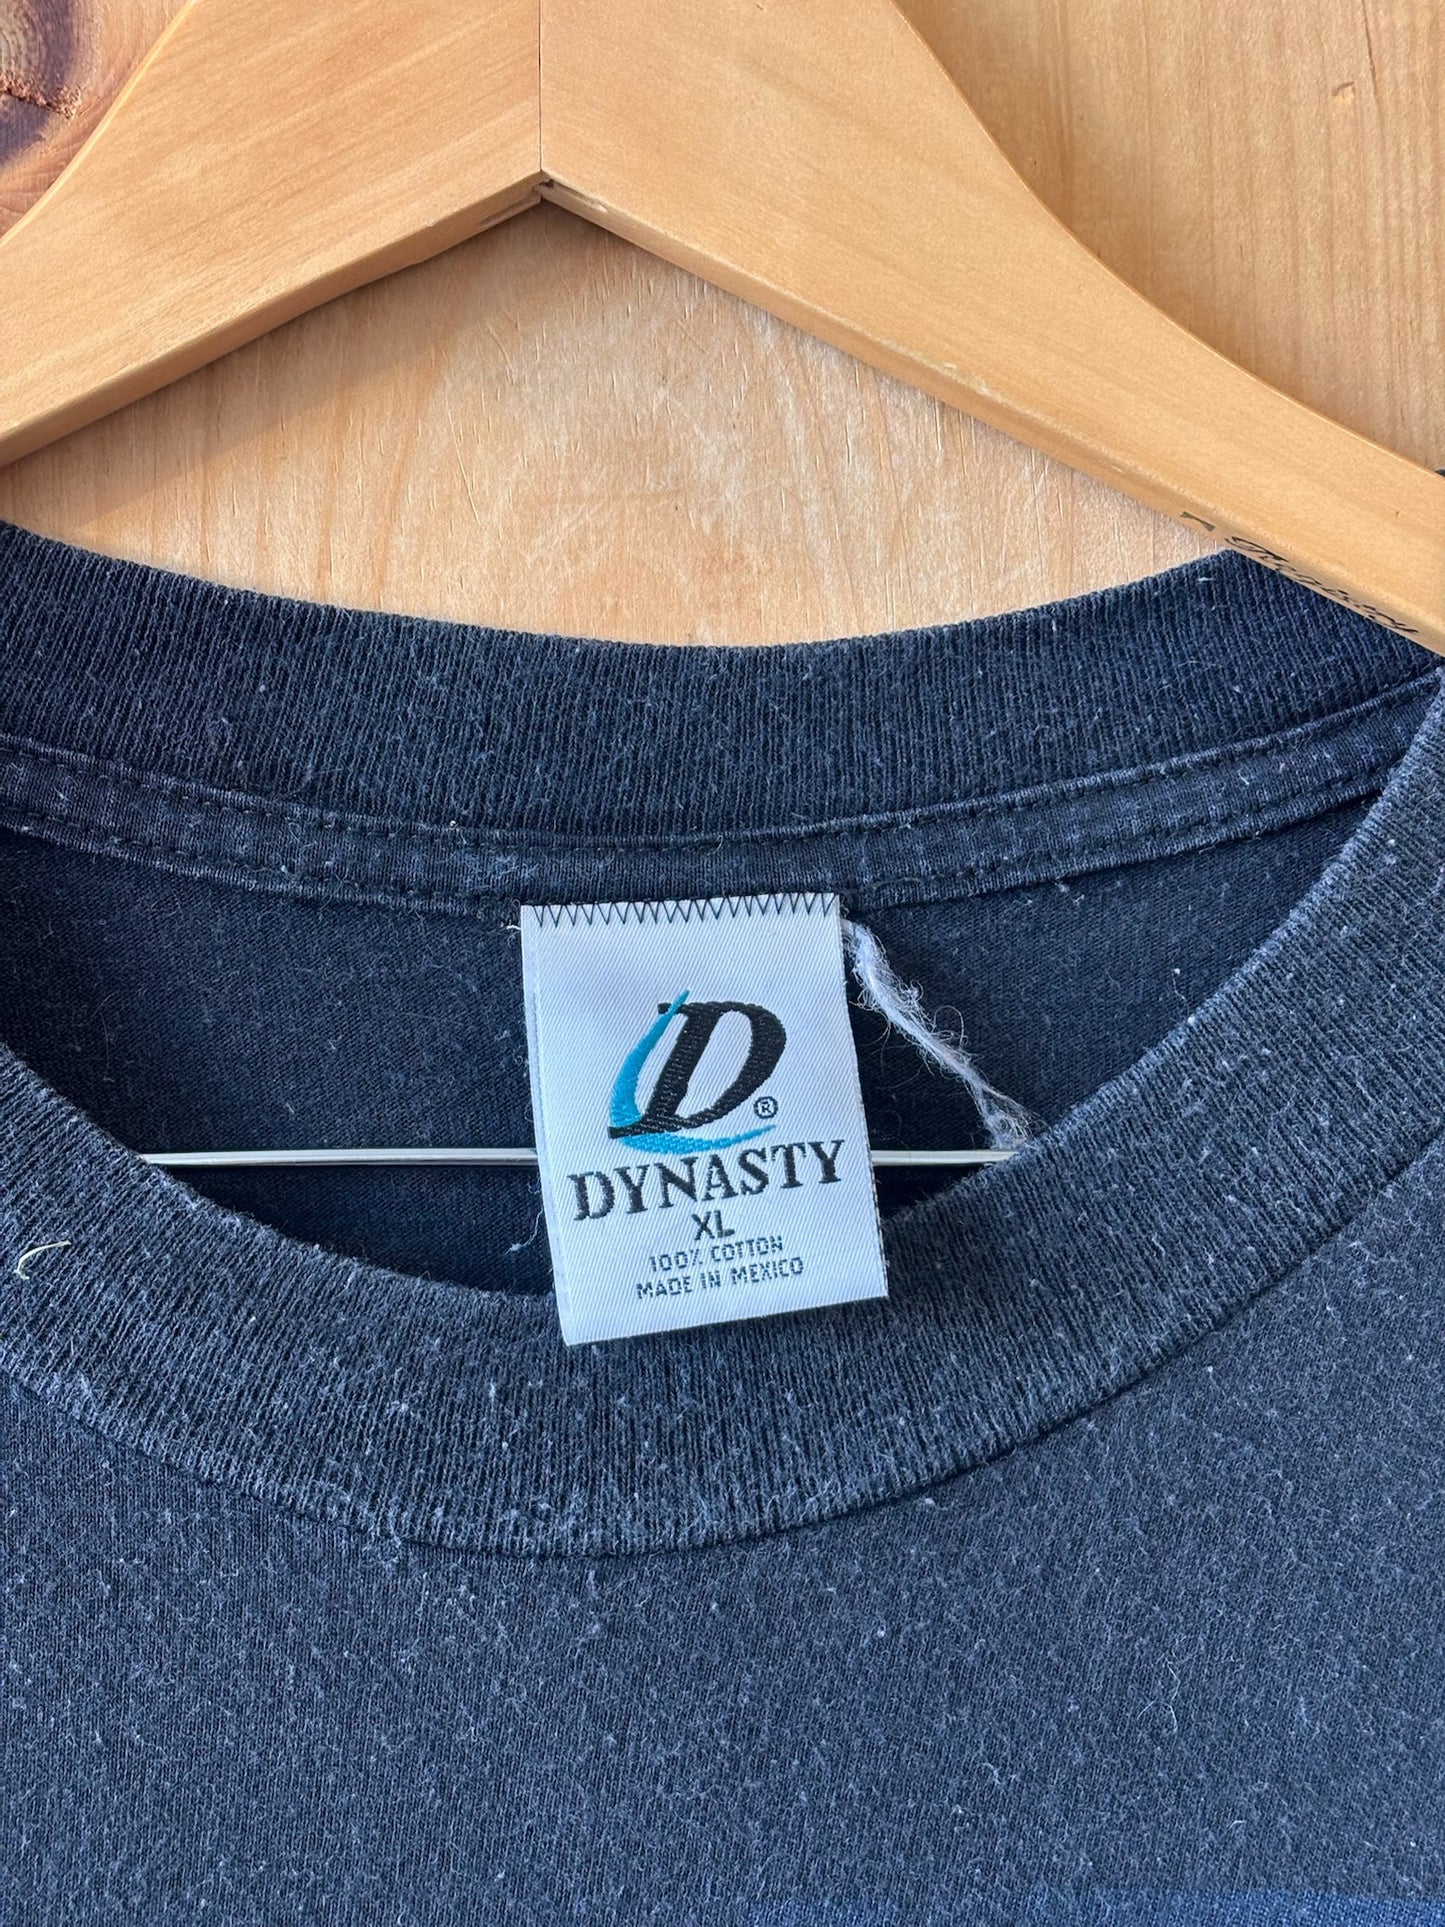 D®
DYNASTY
XL
100% COTTON
MADE IN MEXICO